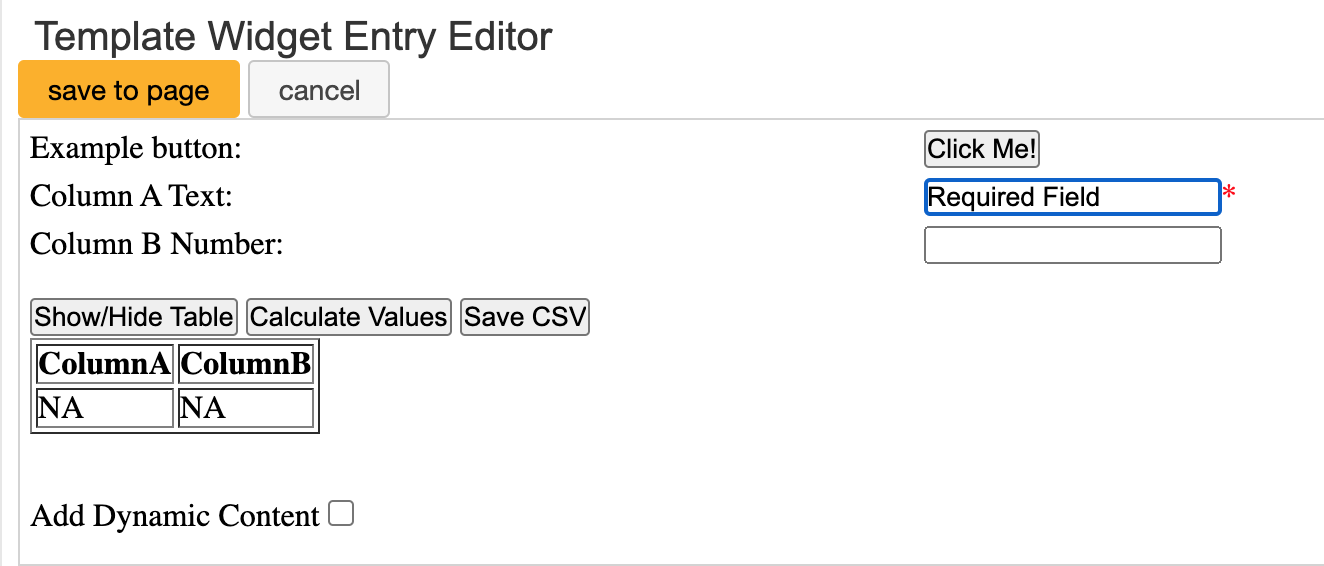 Template Widget Entry Editor
save to page cancel
Example button: Click Me!
Column A Text: Required Field *
Column B Number:
Show/Hide Table Calculate Values Save CSV
ColumnA ColumnB
NA NA
Add Dynamic Content